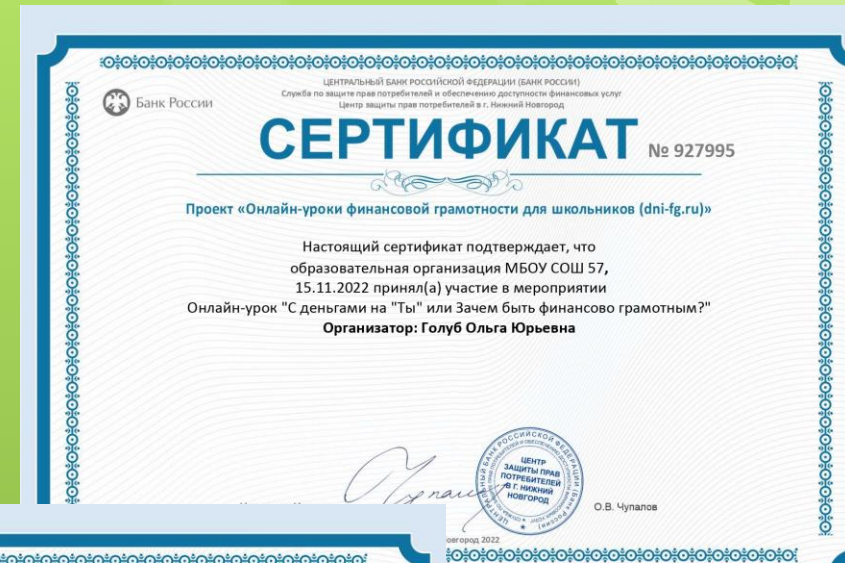 ЦЕНТРАЛЬНЫЙ БАНК РОССИЙСКОЙ ФЕДЕРАЦИИ (БАНК РОССИИ)
Служба по защите прав потребителей и обеспечению доступности финансовых услуг
Центр защиты прав потребителей в г. Нижний Новгород
Банк России
СЕРТИФИКАТ № 927995
Проект «Онлайн-уроки финансовой грамотности для школьников (dni-fg.ru)»
Настоящий сертификат подтверждает, что
образовательная организация МБОУ СОШ 57,
15.11.2022 принял(а) участие в мероприятии
Онлайн-урок "С деньгами на "Ты" или Зачем быть финансово грамотным?"
Организатор: Голуб Ольга Юрьевна
ЦЕНТР
ЗАЩИТЫ ПРАВ
ПОТРЕБИТЕЛЕЙ
В Г. НИЖНИЙ
НОВГОРОД
О.В. Чупалов
2022